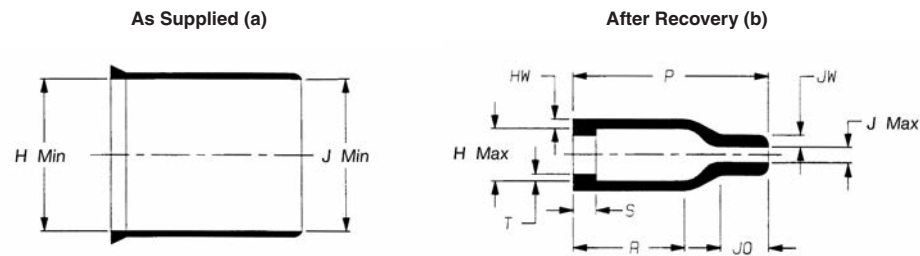 As Supplied (a)
After Recovery (b)
H Min
J Min
HW
P
JW
J Max
H Max
T
S
R
JO